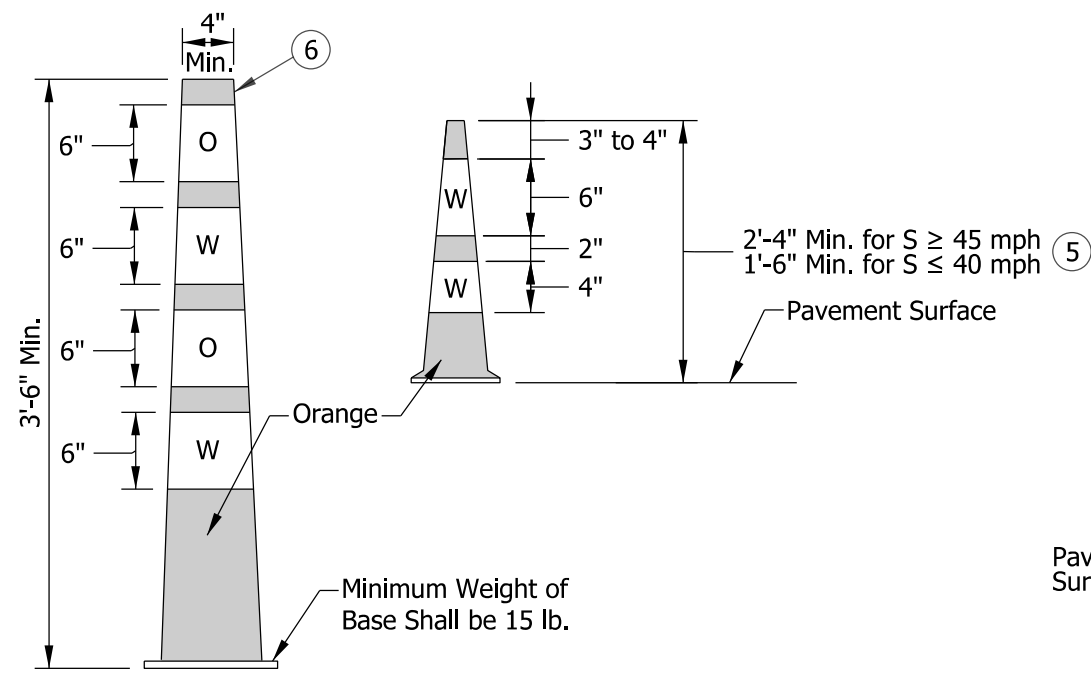 4"
Min.
6
6"
O
6"
W
6"
O
6"
W
3'-6" Min.
3" to 4"
W
6"
2"
W
4"
2'-4" Min. for S ≥ 45 mph
1'-6" Min. for S ≤ 40 mph
5
Pavement Surface
Orange
Minimum Weight of
Base Shall be 15 lb.
Pav
Sur